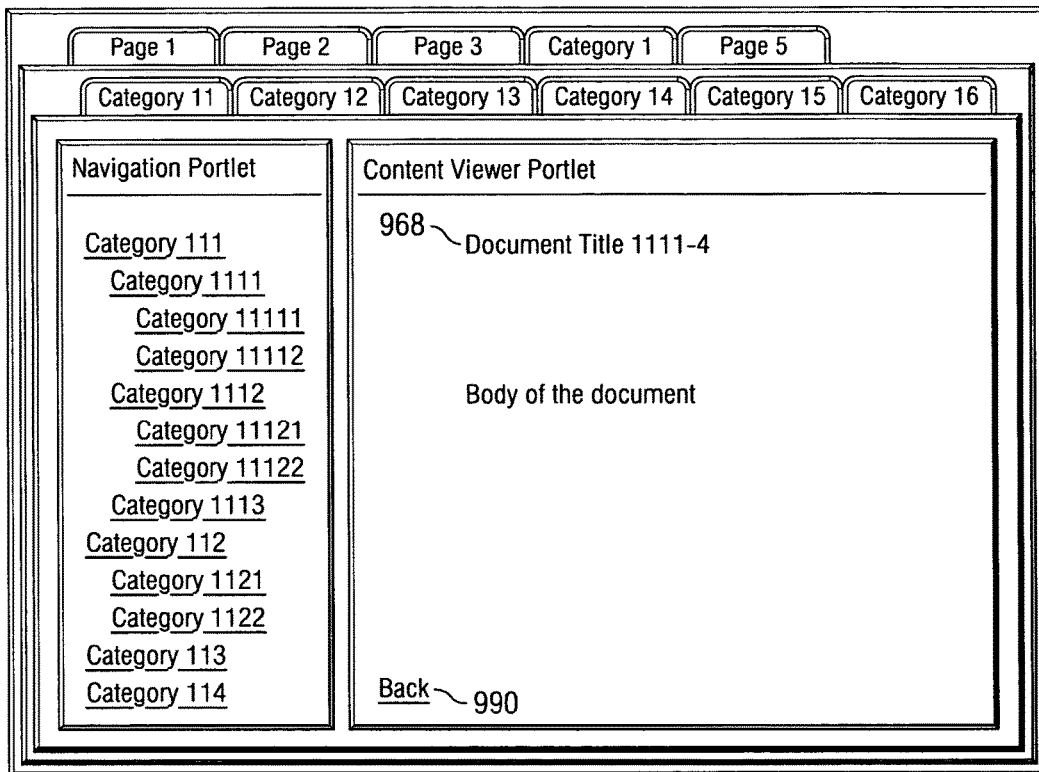 Page 1 Page 2 Page 3 Category 1 Page 5
Category 11 Category 12 Category 13 Category 14 Category 15 Category 16
Navigation Portlet
Category 111
Category 1111
Category 11111
Category 11112
Category 1112
Category 11121
Category 11122
Category 1113
Category 112
Category 1121
Category 1122
Category 113
Category 114
Content Viewer Portlet
968
Document Title 1111-4
Body of the document
Back 990